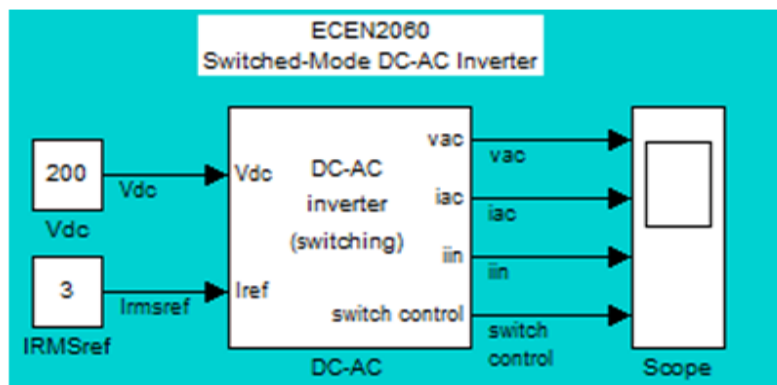 ECEN2060
Switched-Mode DC-AC Inverter
200
Vdc
Vdc
3
Irmsref
IRMSref
Vdc
Iref
DC-AC
inverter
(switching)
vac
iac
iin
switch control
DC-AC
vac
iac
iin
switch
control
Scope